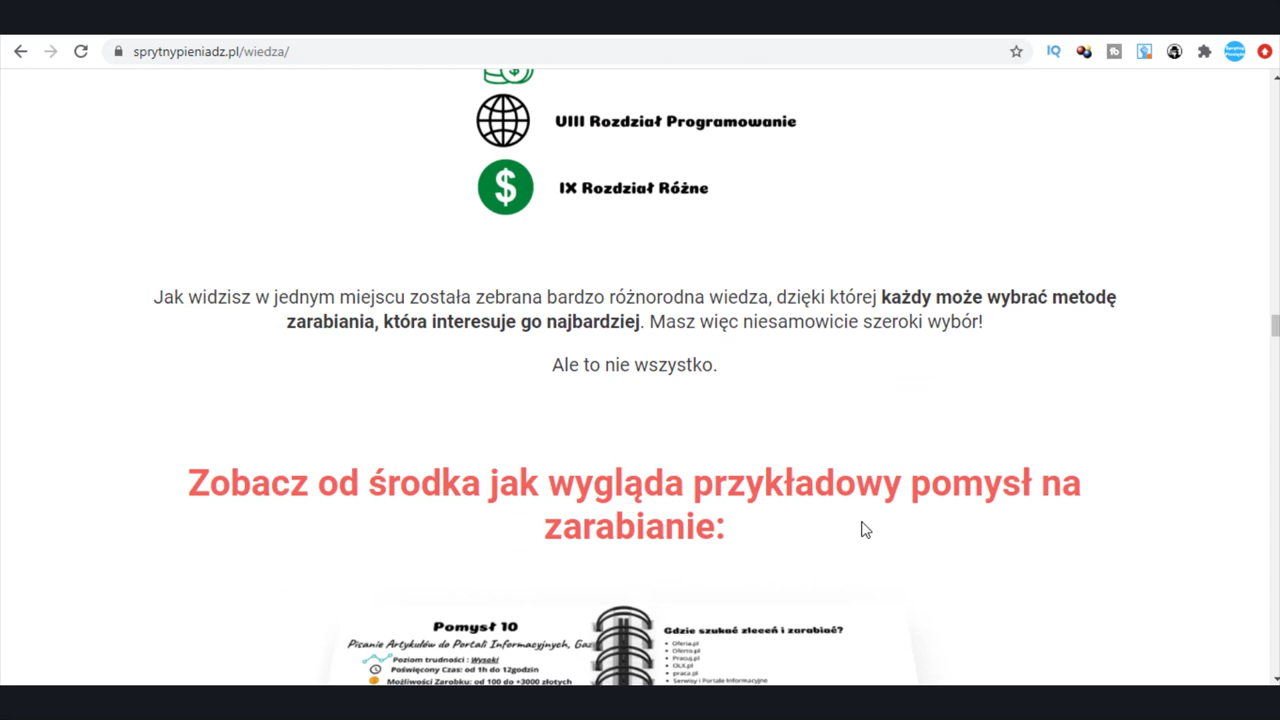 sprytnypieniadz.pl/wiedza/
VIII Rozdział Programowanie
$
IX Rozdział Różne
Jak widzisz w jednym miejscu została zebrana bardzo różnorodna wiedza, dzięki której każdy może wybrać metodę
zarabiania, która interesuje go najbardziej. Masz więc niesamowicie szeroki wybór!
Ale to nie wszystko.
Zobacz od środka jak wygląda przykładowy pomysł na
zarabianie:
Pomysł 10
Pisanie Artykułów do Portali Informacyjnych, Gaz
Poziom trudności : Wysoki
Poświęcony Czas: od 1h do 12godzin
Możliwości Zarobku: od 100 do +3000 złotych
Gdzie szukać zleceń i zarabiać?
Oferia.pl
Oferto.pl
Pracuj.pl
OLX.pl
praca.pl
Serwisy i Portale Informacyjne